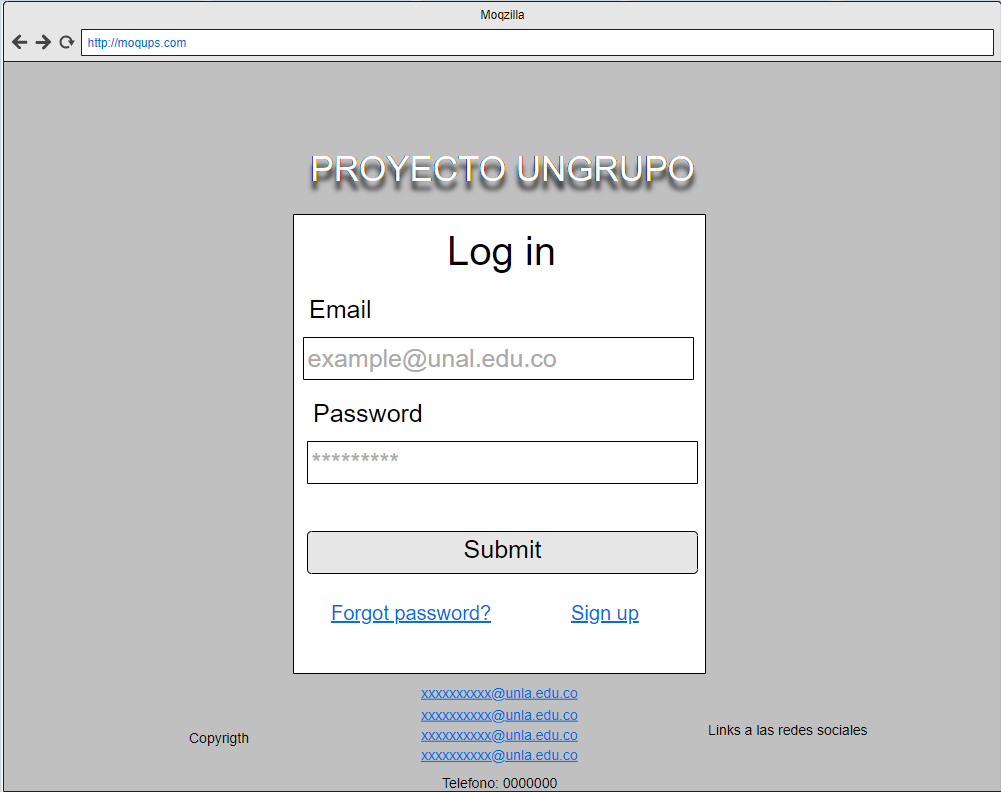 Moqzilla
http://moqups.com
PROYECTO UNGRUPO
Log in
Email
example@unal.edu.co
Password
*********
Submit
Forgot password? Sign up
xxxxxxxxxx@unla.edu.co
xxxxxxxxxx@unla.edu.co
xxxxxxxxxx@unla.edu.co
xxxxxxxxxx@unla.edu.co
Copyrigth
Links a las redes sociales
Telefono: 0000000